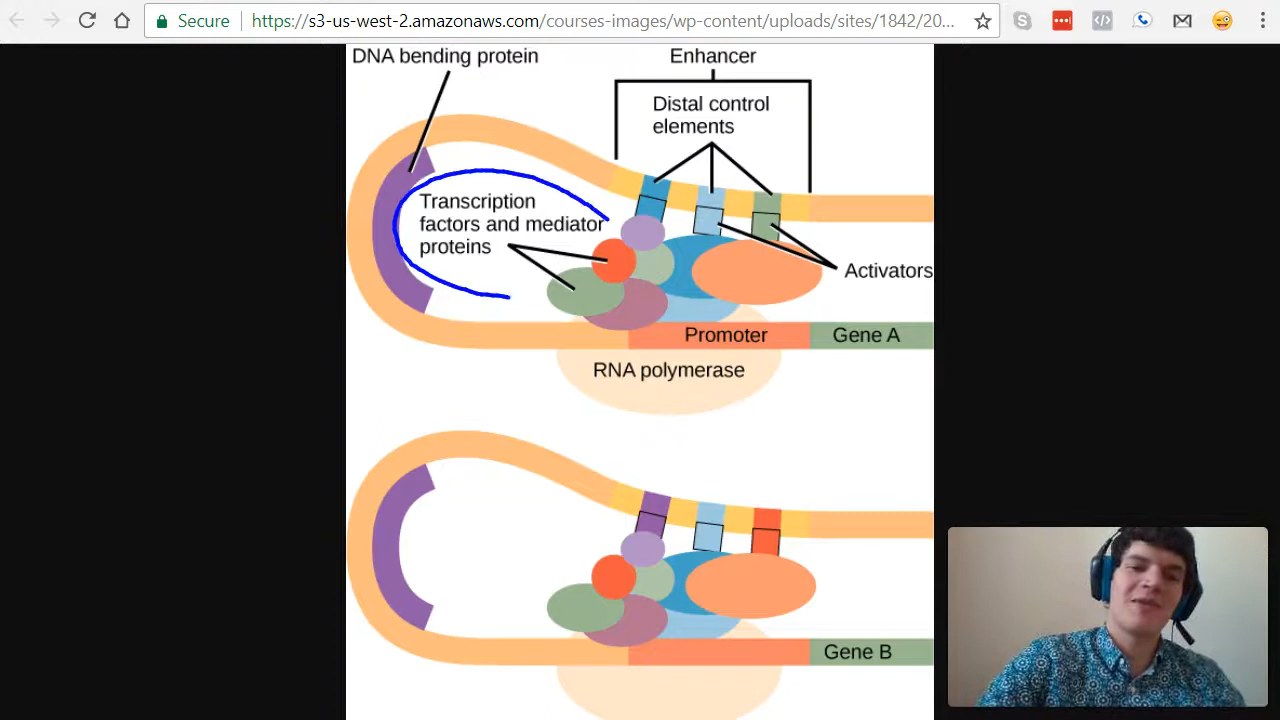 Secure
https://s3-us-west-2.amazonaws.com/courses-images/wp-content/uploads/sites/1842/20...
DNA bending protein
Enhancer
Distal control
elements
Transcription
factors and mediator
proteins
Activators
Promoter
Gene A
RNA polymerase
Gene B